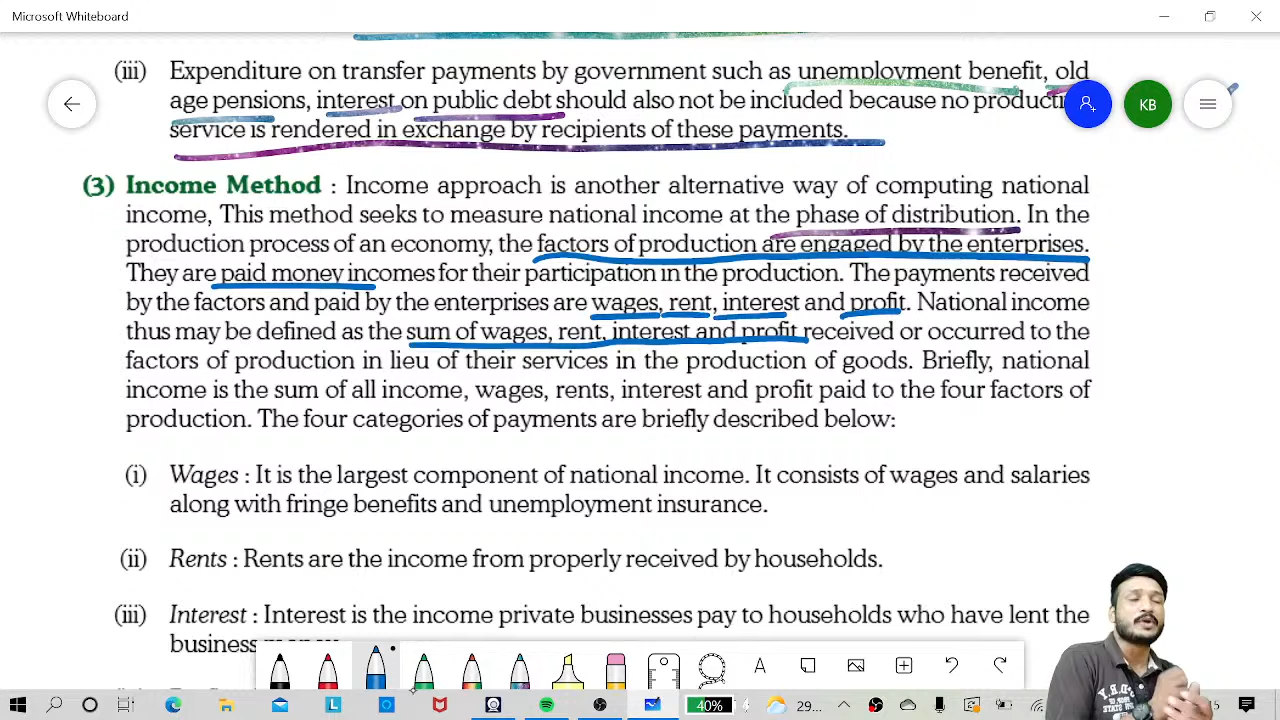 Microsoft Whiteboard
(iii) Expenditure on transfer payments by government such as unemployment benefit, old
age pensions, interest on public debt should also not be included because no
service is rendered in exchange by recipients of these payments.
KB
(3) Income Method : Income approach is another alternative way of computing national
income, This method seeks to measure national income at the phase of distribution. In the
production process of an economy, the factors of production are engaged by the enterprises.
They are paid money incomes for their participation in the production. The payments received
by the factors and paid by the enterprises are wages, rent, interest and profit. National income
thus may be defined as the sum of wages, rent, interest and profit received or occurred to the
factors of production in lieu of their services in the production of goods. Briefly, national
income is the sum of all income, wages, rents, interest and profit paid to the four factors of
production. The four categories of payments are briefly described below:
(i) Wages : It is the largest component of national income. It consists of wages and salaries
along with fringe benefits and unemployment insurance.
(ii) Rents : Rents are the income from properly received by households.
(iii) Interest : Interest is the income private businesses pay to households who have lent the
business money.
40%
29...